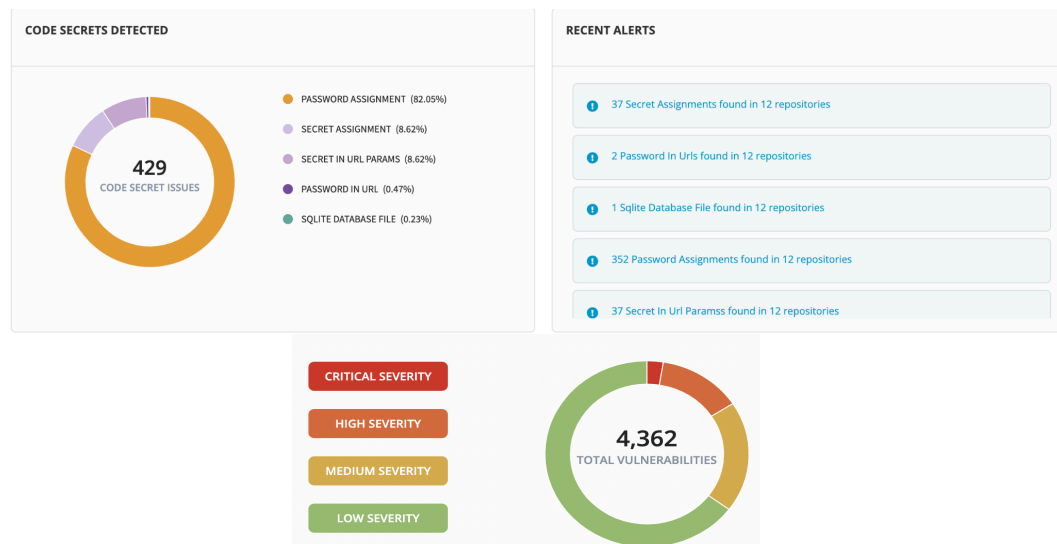 CODE SECRETS DETECTED
429
CODE SECRET ISSUES
PASSWORD ASSIGNMENT (82.05%)
SECRET ASSIGNMENT (8.62%)
SECRET IN URL PARAMS (8.62%)
PASSWORD IN URL (0.47%)
SQLITE DATABASE FILE (0.23%)
RECENT ALERTS
37 Secret Assignments found in 12 repositories
2 Password In Urls found in 12 repositories
1 Sqlite Database File found in 12 repositories
352 Password Assignments found in 12 repositories
37 Secret In Url Paramss found in 12 repositories
CRITICAL SEVERITY
HIGH SEVERITY
MEDIUM SEVERITY
LOW SEVERITY
4,362
TOTAL VULNERABILITIES